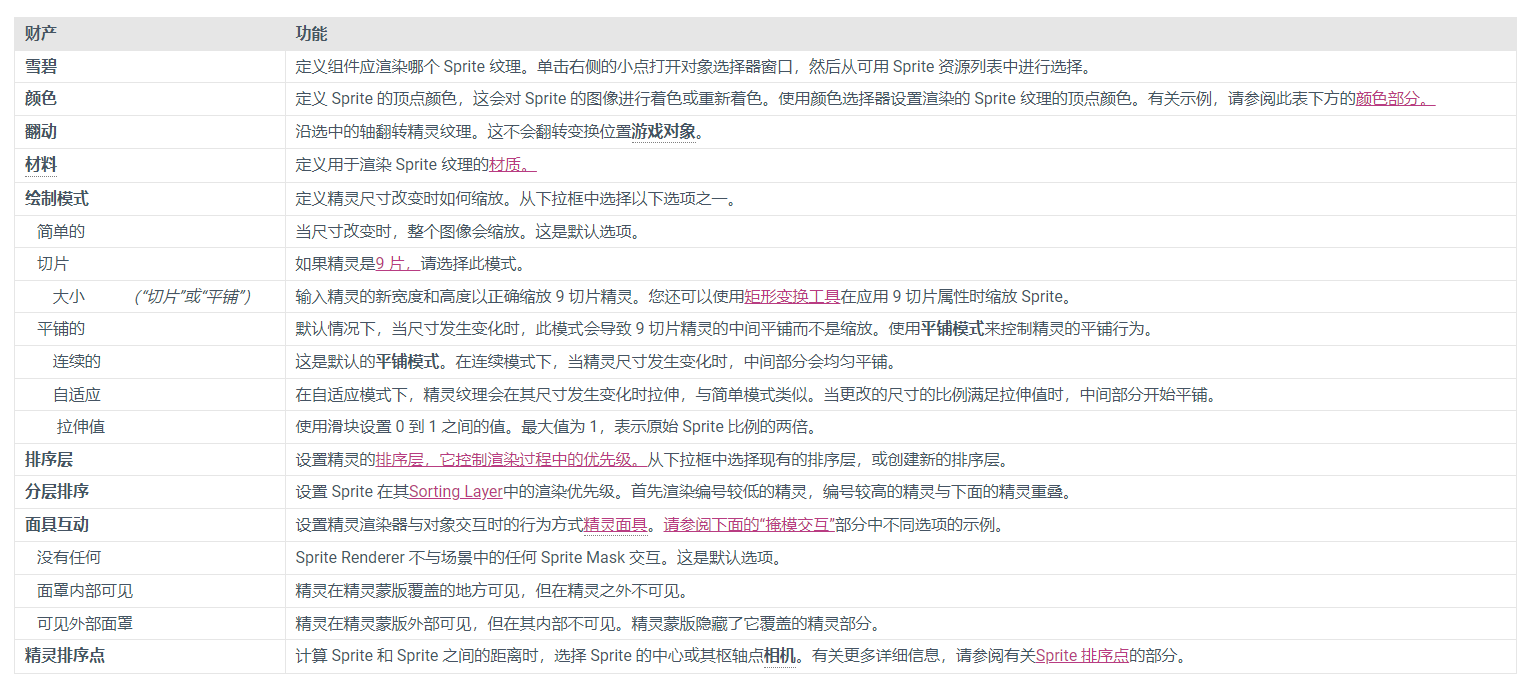 财产 功能
雪碧 定义组件应渲染哪个 Sprite 纹理。单击右侧的小点打开对象选择器窗口，然后从可用 Sprite 资源列表中进行选择。
颜色 定义 Sprite 的顶点颜色，这会对 Sprite 的图像进行着色或重新着色。使用颜色选择器设置渲染的 Sprite 纹理的顶点颜色。有关示例，请参阅此表下方的颜色部分。
翻动 沿选中的轴翻转精灵纹理。这不会翻转变换位置游戏对象。
材料 定义用于渲染 Sprite 纹理的材质。
绘制模式 定义精灵尺寸改变时如何缩放。从下拉框中选择以下选项之一。
简单的 当尺寸改变时，整个图像会缩放。这是默认选项。
切片 如果精灵是9 片，请选择此模式。
大小 （“切片”或“平铺”） 输入精灵的新宽度和高度以正确缩放 9 切片精灵。您还可以使用矩形变换工具在应用 9 切片属性时缩放 Sprite。
平铺的 默认情况下，当尺寸发生变化时，此模式会导致 9 切片精灵的中间平铺而不是缩放。使用平铺模式来控制精灵的平铺行为。
连续的 这是默认的平铺模式。在连续模式下，当精灵尺寸发生变化时，中间部分会均匀平铺。
自适应 在自适应模式下，精灵纹理会在其尺寸发生变化时拉伸，与简单模式类似。当更改的尺寸的比例满足拉伸值时，中间部分开始平铺。
拉伸值 使用滑块设置 0 到 1 之间的值。最大值为 1，表示原始 Sprite 比例的两倍。
排序层 设置精灵的排序层，它控制渲染过程中的优先级。从下拉框中选择现有的排序层，或创建新的排序层。
分层排序 设置 Sprite 在其Sorting Layer中的渲染优先级。首先渲染编号较低的精灵，编号较高的精灵与下面的精灵重叠。
面具互动 设置精灵渲染器与对象交互时的行为方式精灵面具。请参阅下面的“掩模交互”部分中不同选项的示例。
没有任何 Sprite Renderer 不与场景中的任何 Sprite Mask 交互。这是默认选项。
面罩内部可见 精灵在精灵蒙版覆盖的地方可见，但在精灵之外不可见。
可见外部面罩 精灵在精灵蒙版外部可见，但在其内部不可见。精灵蒙版隐藏了它覆盖的精灵部分。
精灵排序点 计算 Sprite 和 Sprite 之间的距离时，选择 Sprite 的中心或其枢轴点相机。有关更多详细信息，请参阅有关Sprite 排序点的部分。